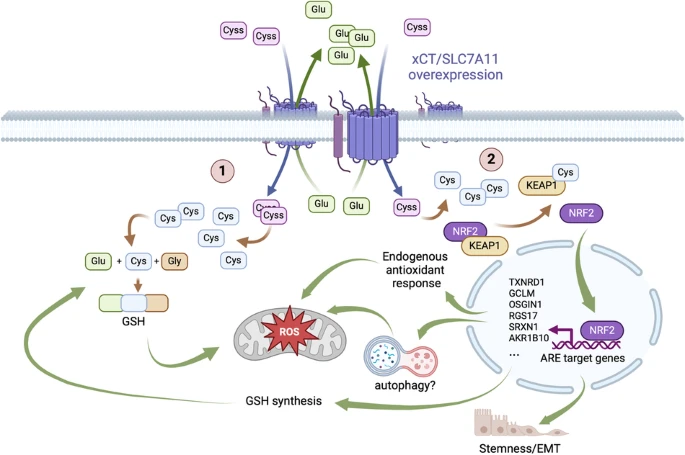 Glu
Cyss
Cyss
Glu
Glu
Cyss
xCT/SLC7A11
overexpression
1
2
Cyss
Cyss
Glu
Glu
Cyss
Cys
Cys
Cys
Cys
KEAP1
NRF2
NRF2
KEAP1
Cys
Cys
Cys
Cys
Cys
Glu + Cys + Gly
GSH
Endogenous
antioxidant
response
ROS
autophagy?
TXNRD1
GCLM
OSGIN1
RGS17
SRXN1
AKR1B10
...
NRF2
ARE target genes
GSH synthesis
Stemness/EMT